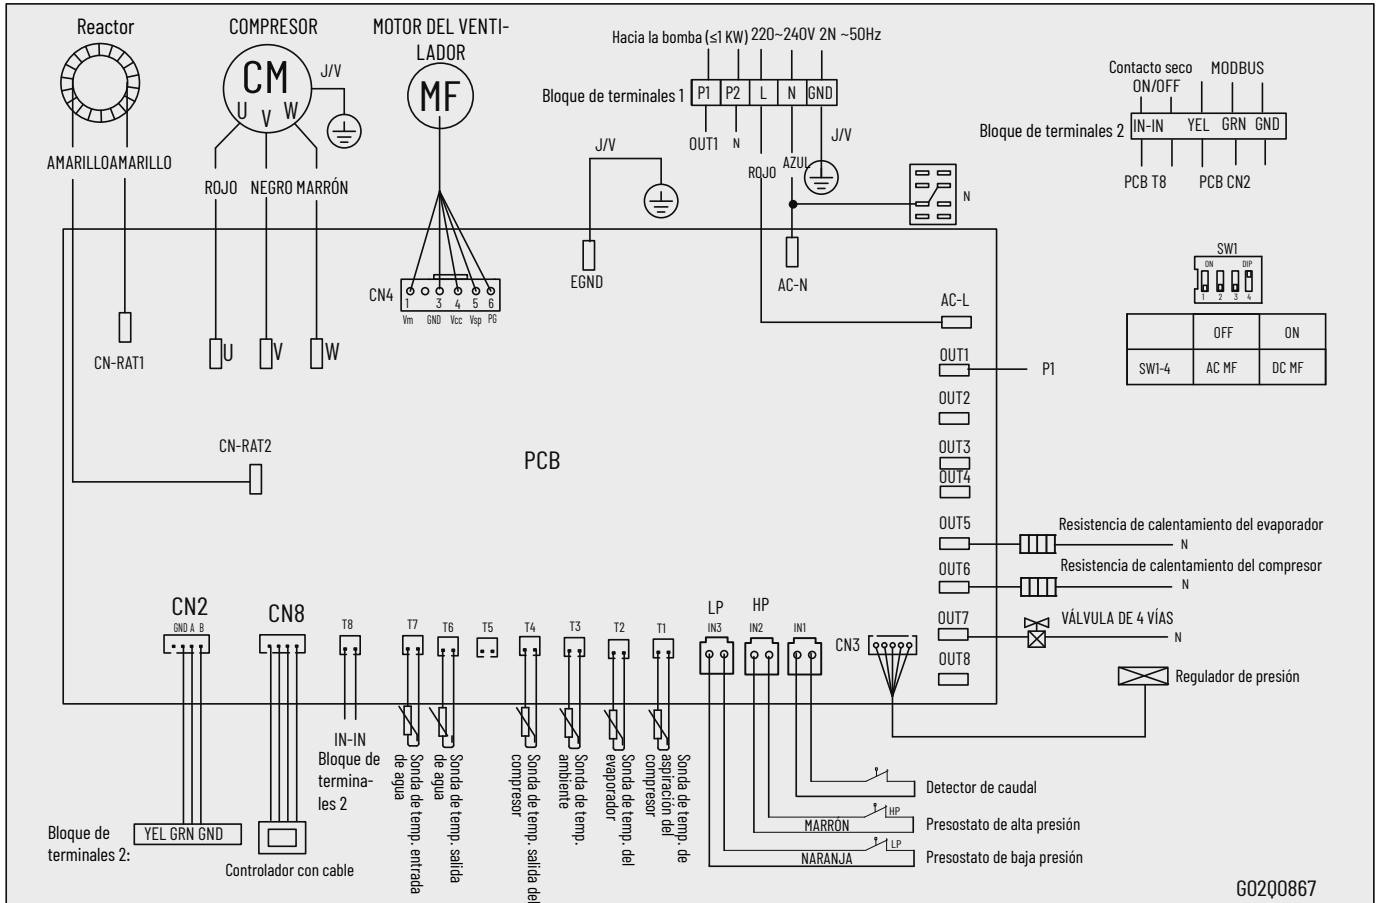 Reactor
COMPRESOR
MOTOR DEL VENTI-
LADOR
CM
U V W
J/V
MF
AMARILLO
AMARILLO
ROJO
NEGRO
MARRÓN
Hacia la bomba (≤1 KW)
220~240V 2N ~50Hz
Bloque de terminales 1
P1
P2
L
N
GND
OUT1
N
ROJO
AZUL
J/V
J/V
N
Contacto seco
ON/OFF
MODBUS
Bloque de terminales 2
IN-IN
YEL
GRN
GND
PCB T8
PCB CN2
SW1
ON
DIP
1 2 3 4
OFF
ON
SW1-4
AC MF
DC MF
CN4
1 3 4 5 6
Vm GND Vcc Vsp PG
EGND
AC-N
AC-L
CN-RAT1
U
V
W
CN-RAT2
PCB
OUT1
P1
OUT2
OUT3
OUT4
OUT5
Resistencia de calentamiento del evaporador
N
OUT6
Resistencia de calentamiento del compresor
N
OUT7
VÁLVULA DE 4 VÍAS
N
OUT8
Regulador de presión
CN2
GND A B
CN8
T8
T7
T6
T5
T4
T3
T2
T1
LP
IN3
HP
IN2
IN1
CN3
IN-IN
Bloque de
termina-
les 2
Sonda de temp. entrada
de agua
Sonda de temp. salida
de agua
Sonda de temp. salida del
compresor
Sonda de temp.
ambiente
Sonda de temp. del
evaporador
Sonda de temp. de
aspiración del
compresor
Detector de caudal
HP
MARRÓN
Presostato de alta presión
LP
NARANJA
Presostato de baja presión
Bloque de
terminales 2:
YEL GRN GND
Controlador con cable
G02Q0867